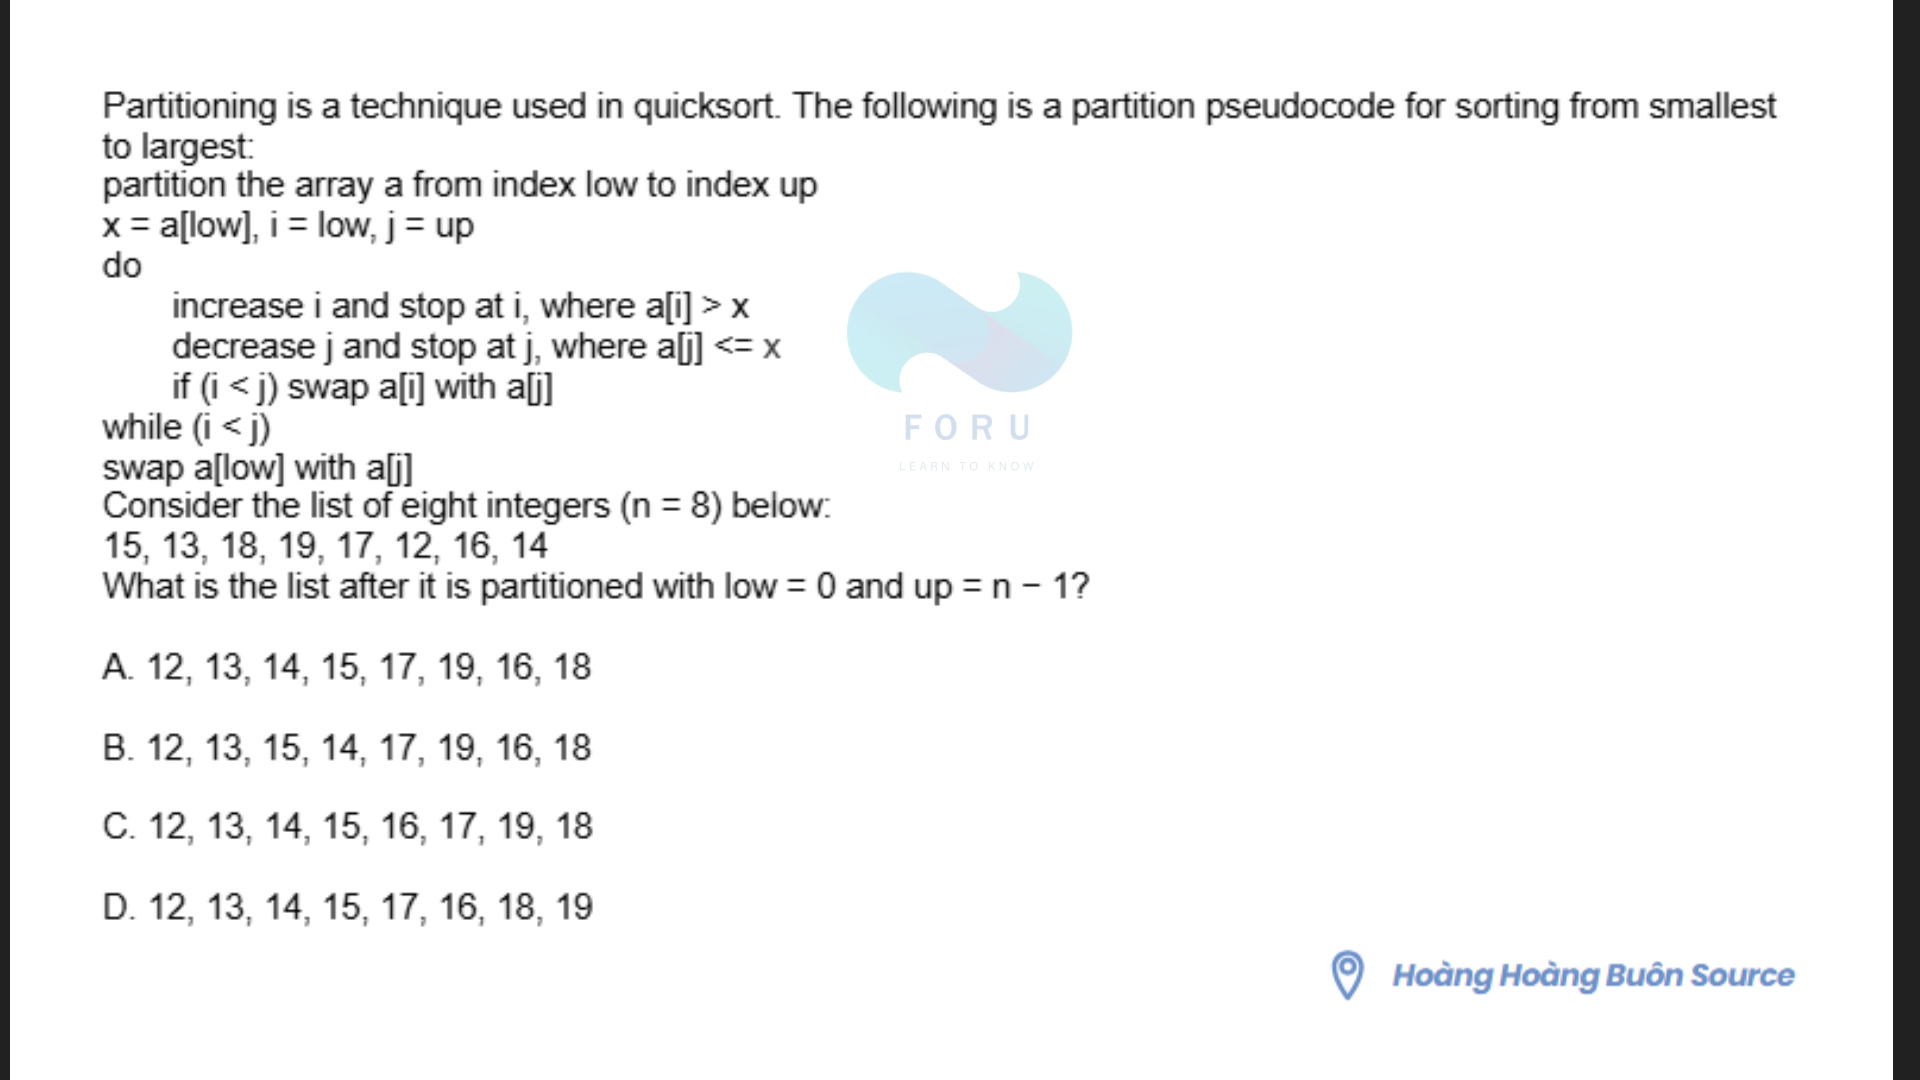 Partitioning is a technique used in quicksort. The following is a partition pseudocode for sorting from smallest
to largest:
partition the array a from index low to index up
x = a[low], i = low, j = up
do
increase i and stop at i, where a[i] > x
decrease j and stop at j, where a[j] <= x
if (i < j) swap a[i] with a[j]
while (i < j)
swap a[low] with a[j]
Consider the list of eight integers (n = 8) below:
15, 13, 18, 19, 17, 12, 16, 14
What is the list after it is partitioned with low = 0 and up = n − 1?
A. 12, 13, 14, 15, 17, 19, 16, 18
B. 12, 13, 15, 14, 17, 19, 16, 18
C. 12, 13, 14, 15, 16, 17, 19, 18
D. 12, 13, 14, 15, 17, 16, 18, 19
FORU
LEARN TO KNOW
Hoàng Hoàng Buôn Source